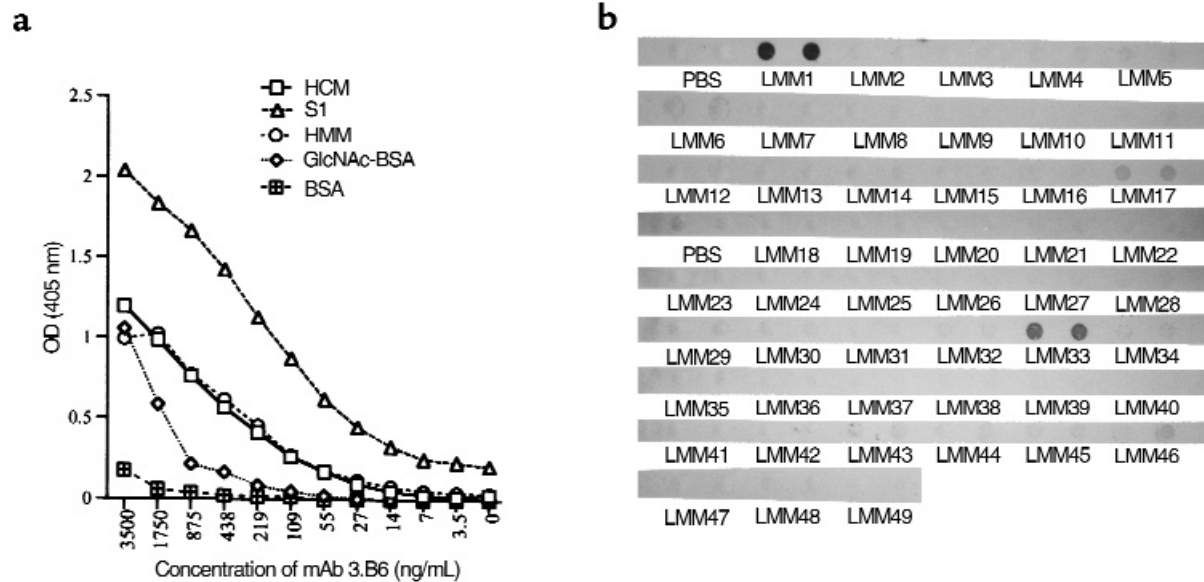 a
HCM
S1
HMM
GlcNAc-BSA
BSA
OD (405 nm)
2.5
2
1.5
1
0.5
0
3500 1750 875 438 219 109 55 27 14 7 3.5 0
Concentration of mAb 3.B6 (ng/mL)
b
PBS LMM1 LMM2 LMM3 LMM4 LMM5
LMM6 LMM7 LMM8 LMM9 LMM10 LMM11
LMM12 LMM13 LMM14 LMM15 LMM16 LMM17
PBS LMM18 LMM19 LMM20 LMM21 LMM22
LMM23 LMM24 LMM25 LMM26 LMM27 LMM28
LMM29 LMM30 LMM31 LMM32 LMM33 LMM34
LMM35 LMM36 LMM37 LMM38 LMM39 LMM40
LMM41 LMM42 LMM43 LMM44 LMM45 LMM46
LMM47 LMM48 LMM49